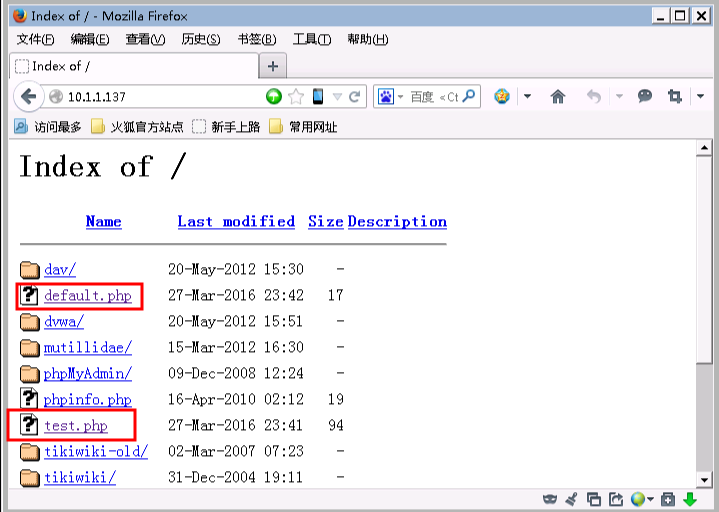 Index of / - Mozilla Firefox
文件(F) 编辑(E) 查看(V) 历史(S) 书签(B) 工具(T) 帮助(H)
Index of /
10.1.1.137 百度 <Ct
访问最多 火狐官方站点 新手上路 常用网址
Index of /
Name Last modified Size Description
dav/ 20-May-2012 15:30 -
default.php 27-Mar-2016 23:42 17
dvwa/ 20-May-2012 15:51 -
mutillidae/ 15-Mar-2012 16:30 -
phpMyAdmin/ 09-Dec-2008 12:24 -
phpinfo.php 16-Apr-2010 02:12 19
test.php 27-Mar-2016 23:41 94
tikiwiki-old/ 02-Mar-2007 07:23 -
tikiwiki/ 31-Dec-2004 19:11 -